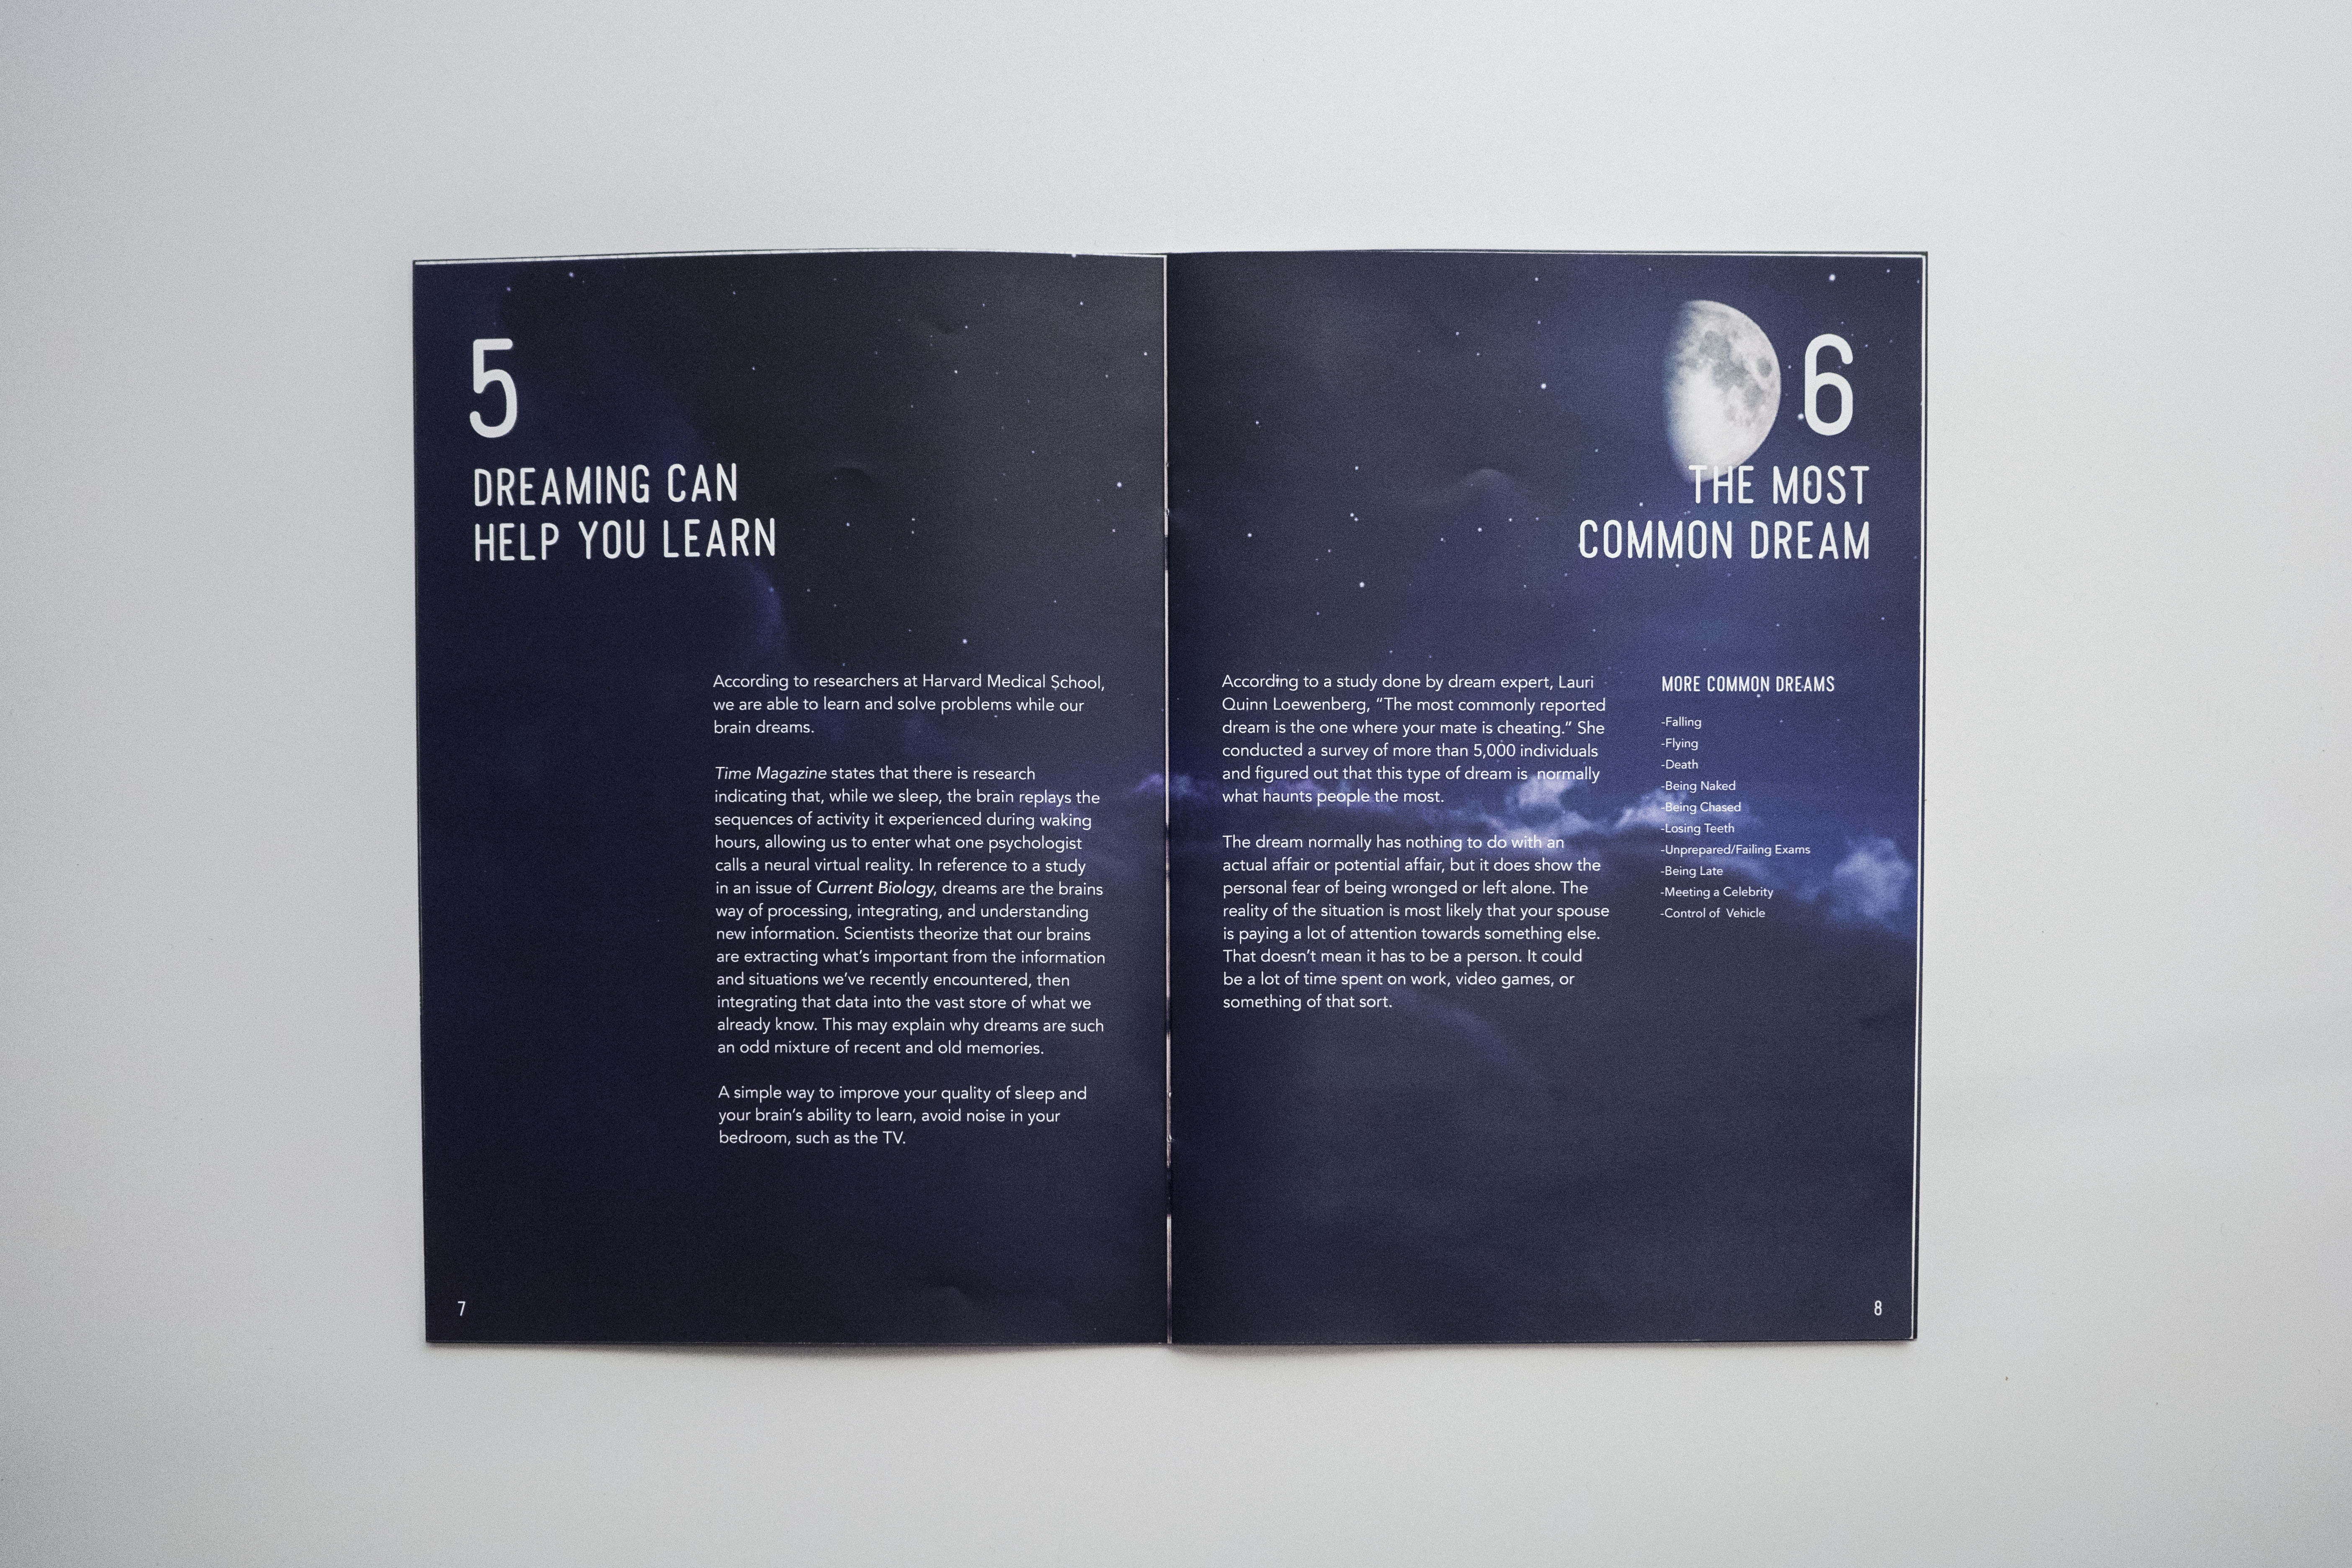 5
DREAMING CAN
HELP YOU LEARN
According to researchers at Harvard Medical School,
we are able to learn and solve problems while our
brain dreams.
Time Magazine states that there is research
indicating that, while we sleep, the brain replays the
sequences of activity it experienced during waking
hours, allowing us to enter what one psychologist
calls a neural virtual reality. In reference to a study
in an issue of Current Biology, dreams are the brains
way of processing, integrating, and understanding
new information. Scientists theorize that our brains
are extracting what’s important from the information
and situations we’ve recently encountered, then
integrating that data into the vast store of what we
already know. This may explain why dreams are such
an odd mixture of recent and old memories.
A simple way to improve your quality of sleep and
your brain’s ability to learn, avoid noise in your
bedroom, such as the TV.
7
6
THE MOST
COMMON DREAM
According to a study done by dream expert, Lauri
Quinn Loewenberg, “The most commonly reported
dream is the one where your mate is cheating.” She
conducted a survey of more than 5,000 individuals
and figured out that this type of dream is  normally
what haunts people the most.
The dream normally has nothing to do with an
actual affair or potential affair, but it does show the
personal fear of being wronged or left alone. The
reality of the situation is most likely that your spouse
is paying a lot of attention towards something else.
That doesn’t mean it has to be a person. It could
be a lot of time spent on work, video games, or
something of that sort.
MORE COMMON DREAMS
-Falling
-Flying
-Death
-Being Naked
-Being Chased
-Losing Teeth
-Unprepared/Failing Exams
-Being Late
-Meeting a Celebrity
-Control of  Vehicle
8